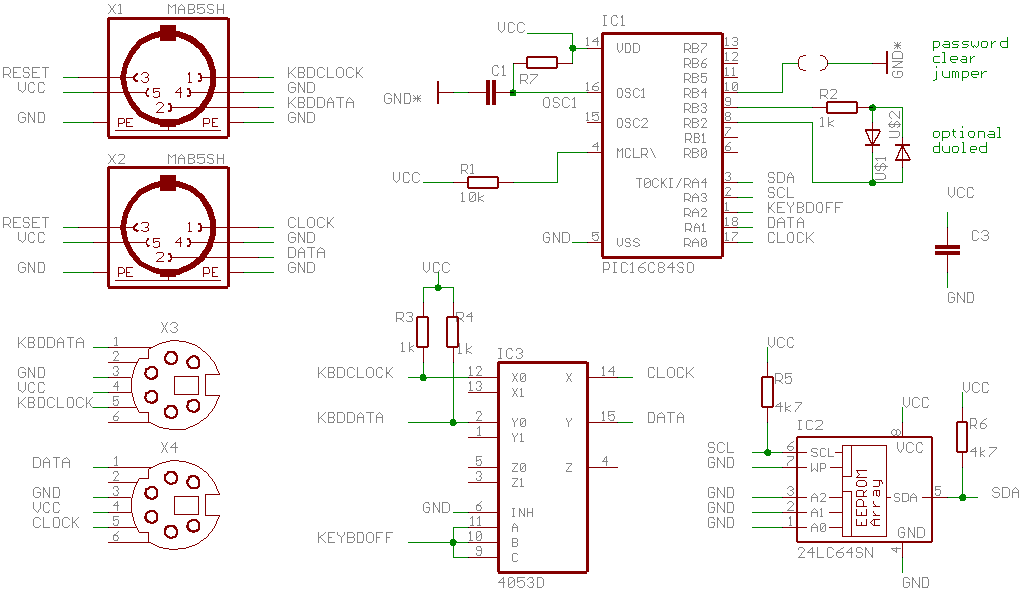 X1 MAB5SH
RESET 3 1 KBDCLOCK
VCC 5 4 GND
2 KBDDATA
GND PE PE GND
X2 MAB5SH
RESET 3 1 CLOCK
VCC 5 4 GND
2 DATA
GND PE PE GND
X3
KBDDATA 1
2
GND 3
VCC 4
KBDCLOCK 5
6
X4
DATA 1
2
GND 3
VCC 4
CLOCK 5
6
IC1
VCC 14 VDD RB7 13
RB6 12
R7 RB5 11
C1
GND* OSC1 16 OSC1 RB4 10
RB3 9
15 OSC2 RB2 8
RB1 7
4 MCLR\ RB0 6
VCC R1
10k
T0CKI/RA4 3 SDA
RA3 2 SCL
RA2 1 KEYBDOFF
RA1 18 DATA
GND 5 VSS RA0 17 CLOCK
PIC16C84SO
GND*
password
clear
jumper
R2
1k
U$1
U$2
optional
duoled
VCC
C3
GND
VCC
R3 R4
1k 1k
IC3
KBDCLOCK 12 X0 X 14 CLOCK
13 X1
KBDDATA 2 Y0 Y 15 DATA
1 Y1
5 Z0 Z 4
3 Z1
GND 6 INH
11 A
KEYBDOFF 10 B
9 C
4053D
VCC
R5
4k7
VCC
R6
4k7
IC2
VCC
8
VCC
SCL 6 SCL
GND 7 WP
EEPROM
Array
GND 3 A2 SDA 5 SDA
GND 2 A1
GND 1 A0 GND
24LC64SN 4
GND